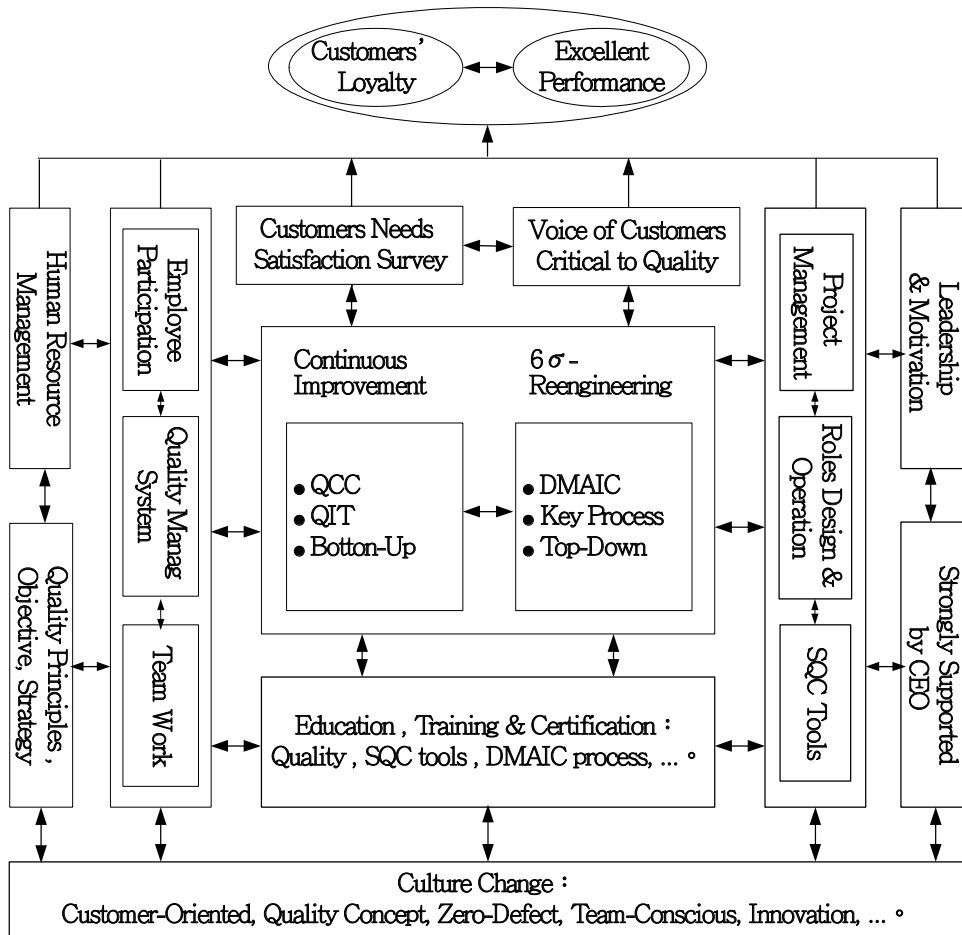 Customers’
Loyalty
Excellent
Performance
Customers Needs
Satisfaction Survey
Voice of Customers
Critical to Quality
Human Resource
Management
Employee
Participation
Project
Management
Leadership
& Motivation
Continuous
Improvement
6σ-
Reengineering
Quality Manag
System
Roles Design &
Operation
• QCC
• QIT
• Botton-Up
• DMAIC
• Key Process
• Top-Down
Quality Principles ,
Objective, Strategy
Team Work
SQC Tools
Strongly Supported
by CEO
Education , Training & Certification：
Quality , SQC tools , DMAIC process, ... 。
Culture Change：
Customer-Oriented, Quality Concept, Zero-Defect, Team-Conscious, Innovation, ... 。